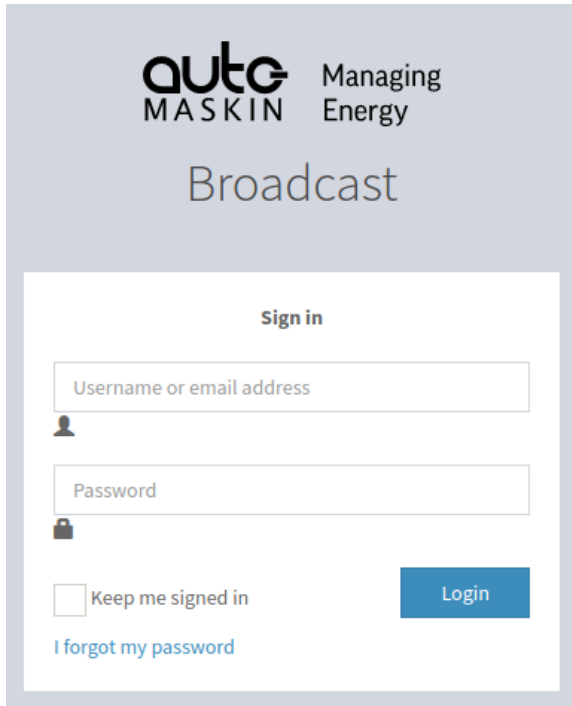 auto
MASKIN
Managing
Energy
Broadcast
Sign in
Username or email address
Password
Keep me signed in
Login
I forgot my password